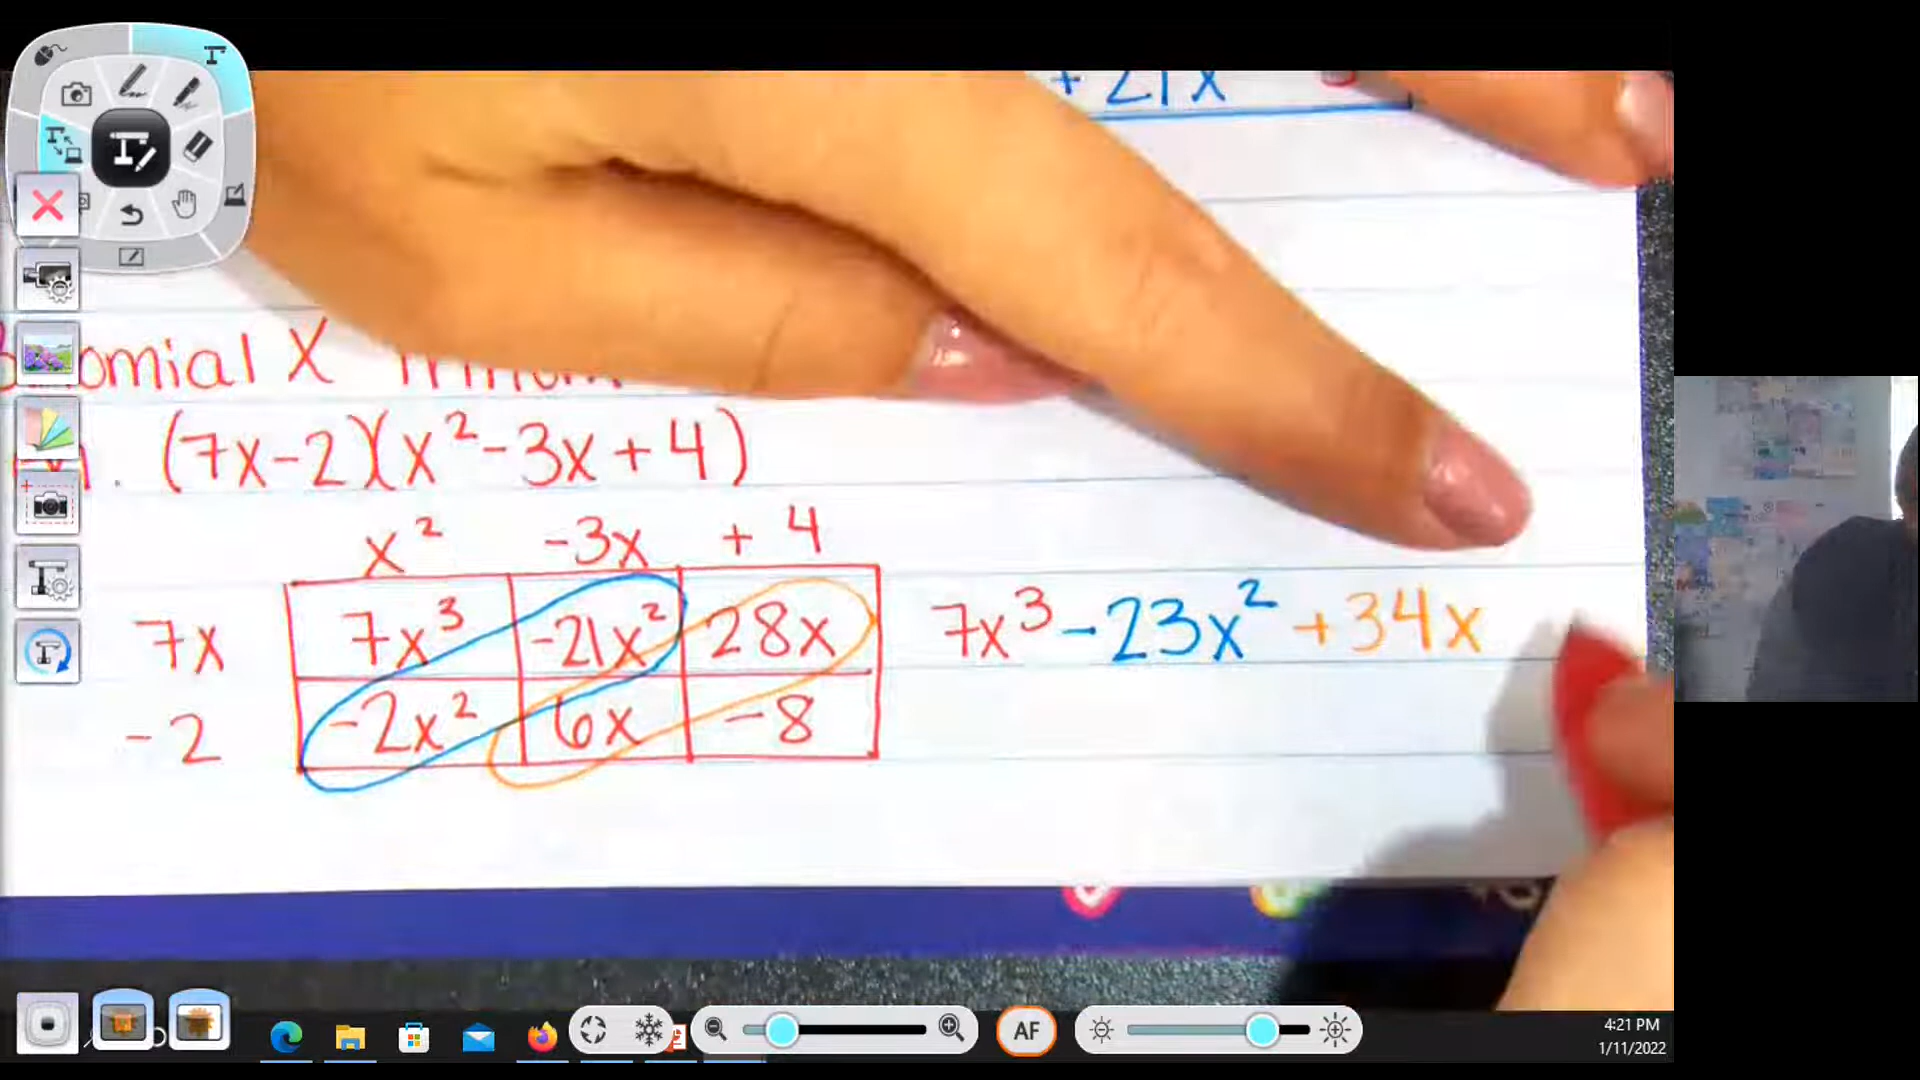 + 21x
omial X Trinom
(7x-2)(x²-3x+4)
x² -3x + 4
7x 7x³ -21x² 28x 7x³-23x²+34x
-2 -2x² 6x -8
AF
4:21 PM
1/11/2022